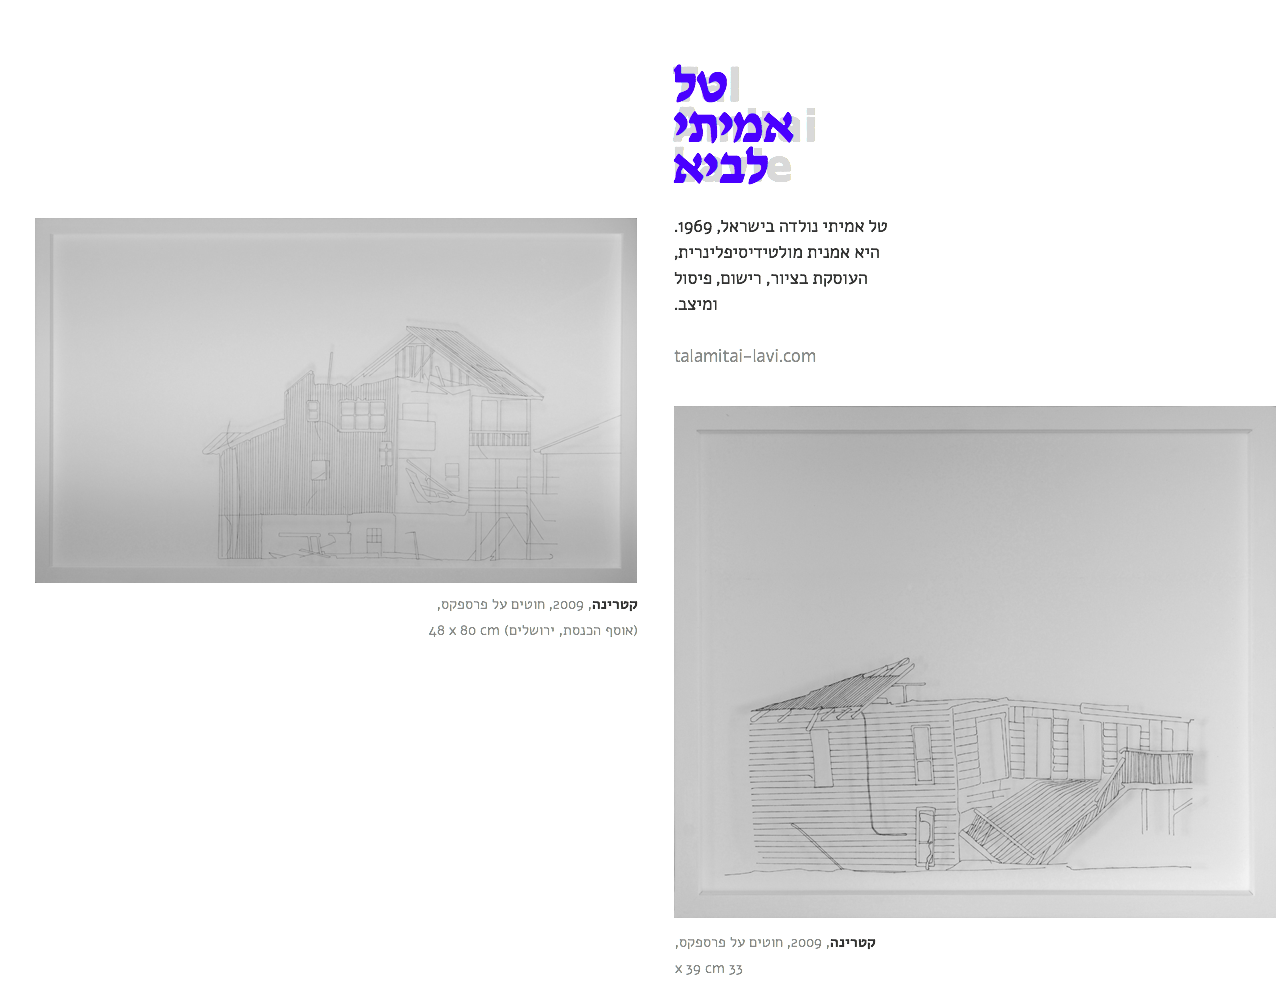 טל
אמיתי
לביא
טל אמיתי נולדה בישראל, 1969.
היא אמנית מולטידיסיפלינרית,
העוסקת בציור, רישום, פיסול
ומיצב.
talamitai-lavi.com
קטרינה, 2009, חוטים על פרספקס,
48 x 80 cm (אוסף הכנסת, ירושלים)
קטרינה, 2009, חוטים על פרספקס,
x 39 cm 33